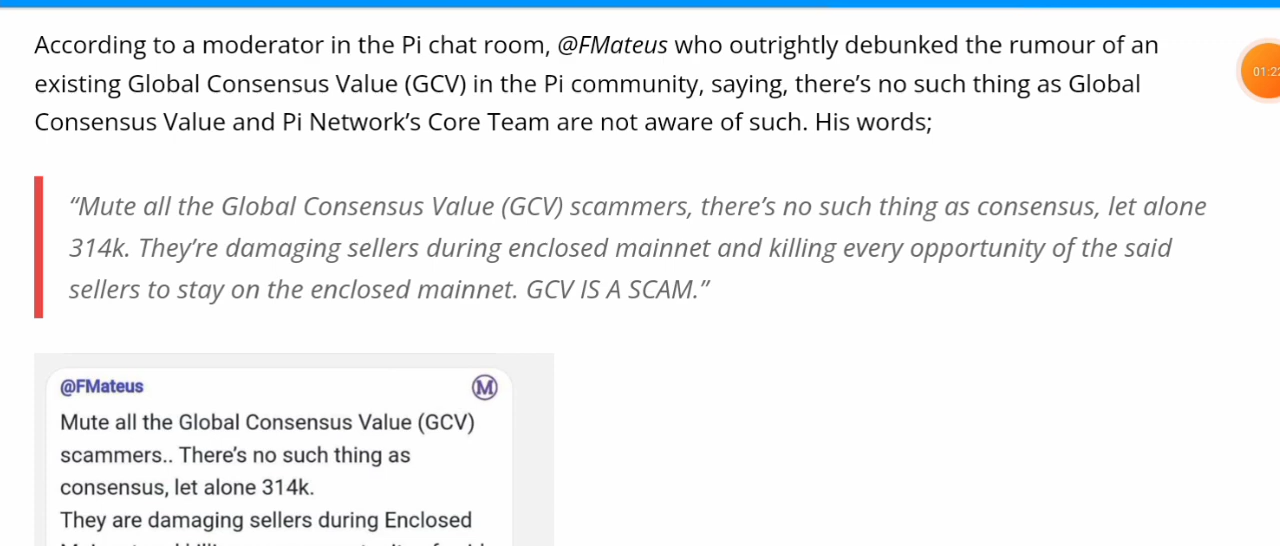 According to a moderator in the Pi chat room, @FMateus who outrightly debunked the rumour of an
existing Global Consensus Value (GCV) in the Pi community, saying, there’s no such thing as Global
Consensus Value and Pi Network’s Core Team are not aware of such. His words;
“Mute all the Global Consensus Value (GCV) scammers, there’s no such thing as consensus, let alone
314k. They’re damaging sellers during enclosed mainnet and killing every opportunity of the said
sellers to stay on the enclosed mainnet. GCV IS A SCAM.”
@FMateus M
Mute all the Global Consensus Value (GCV)
scammers.. There’s no such thing as
consensus, let alone 314k.
They are damaging sellers during Enclosed